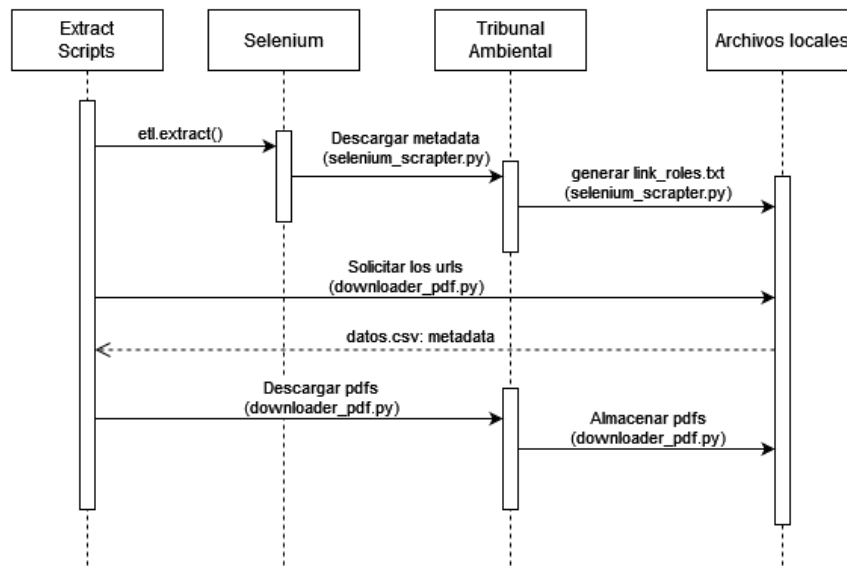 Extract
Scripts
Selenium
Tribunal
Ambiental
Archivos locales
etl.extract()
Descargar metadata
(selenium_scrapter.py)
generar link_roles.txt
(selenium_scrapter.py)
Solicitar los urls
(downloader_pdf.py)
datos.csv: metadata
Descargar pdfs
(downloader_pdf.py)
Almacenar pdfs
(downloader_pdf.py)